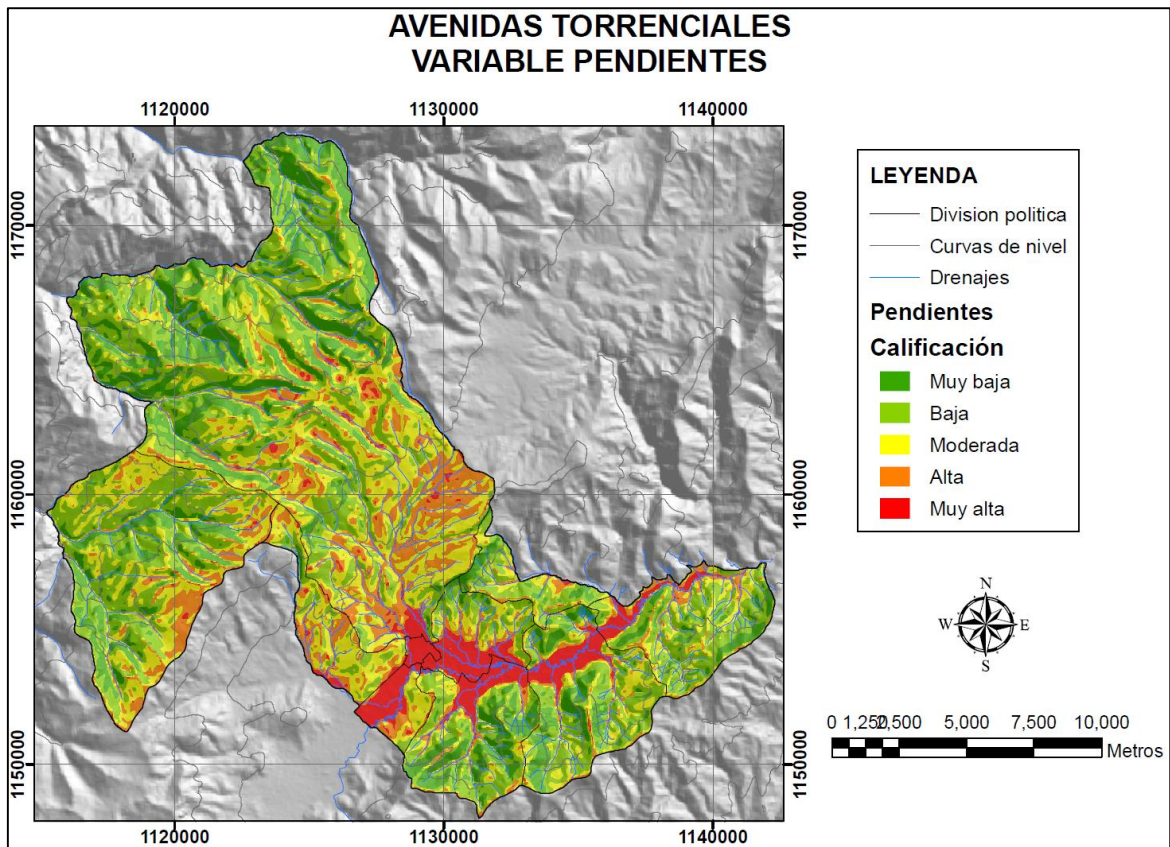 AVENIDAS TORRENCIALES
VARIABLE PENDIENTES
1120000 1130000 1140000
1170000 1170000
1160000 1160000
1150000 1150000
1120000 1130000 1140000
LEYENDA
Division politica
Curvas de nivel
Drenajes
Pendientes
Calificación
Muy baja
Baja
Moderada
Alta
Muy alta
N
W E
S
0 1,250 2,500 5,000 7,500 10,000
Metros